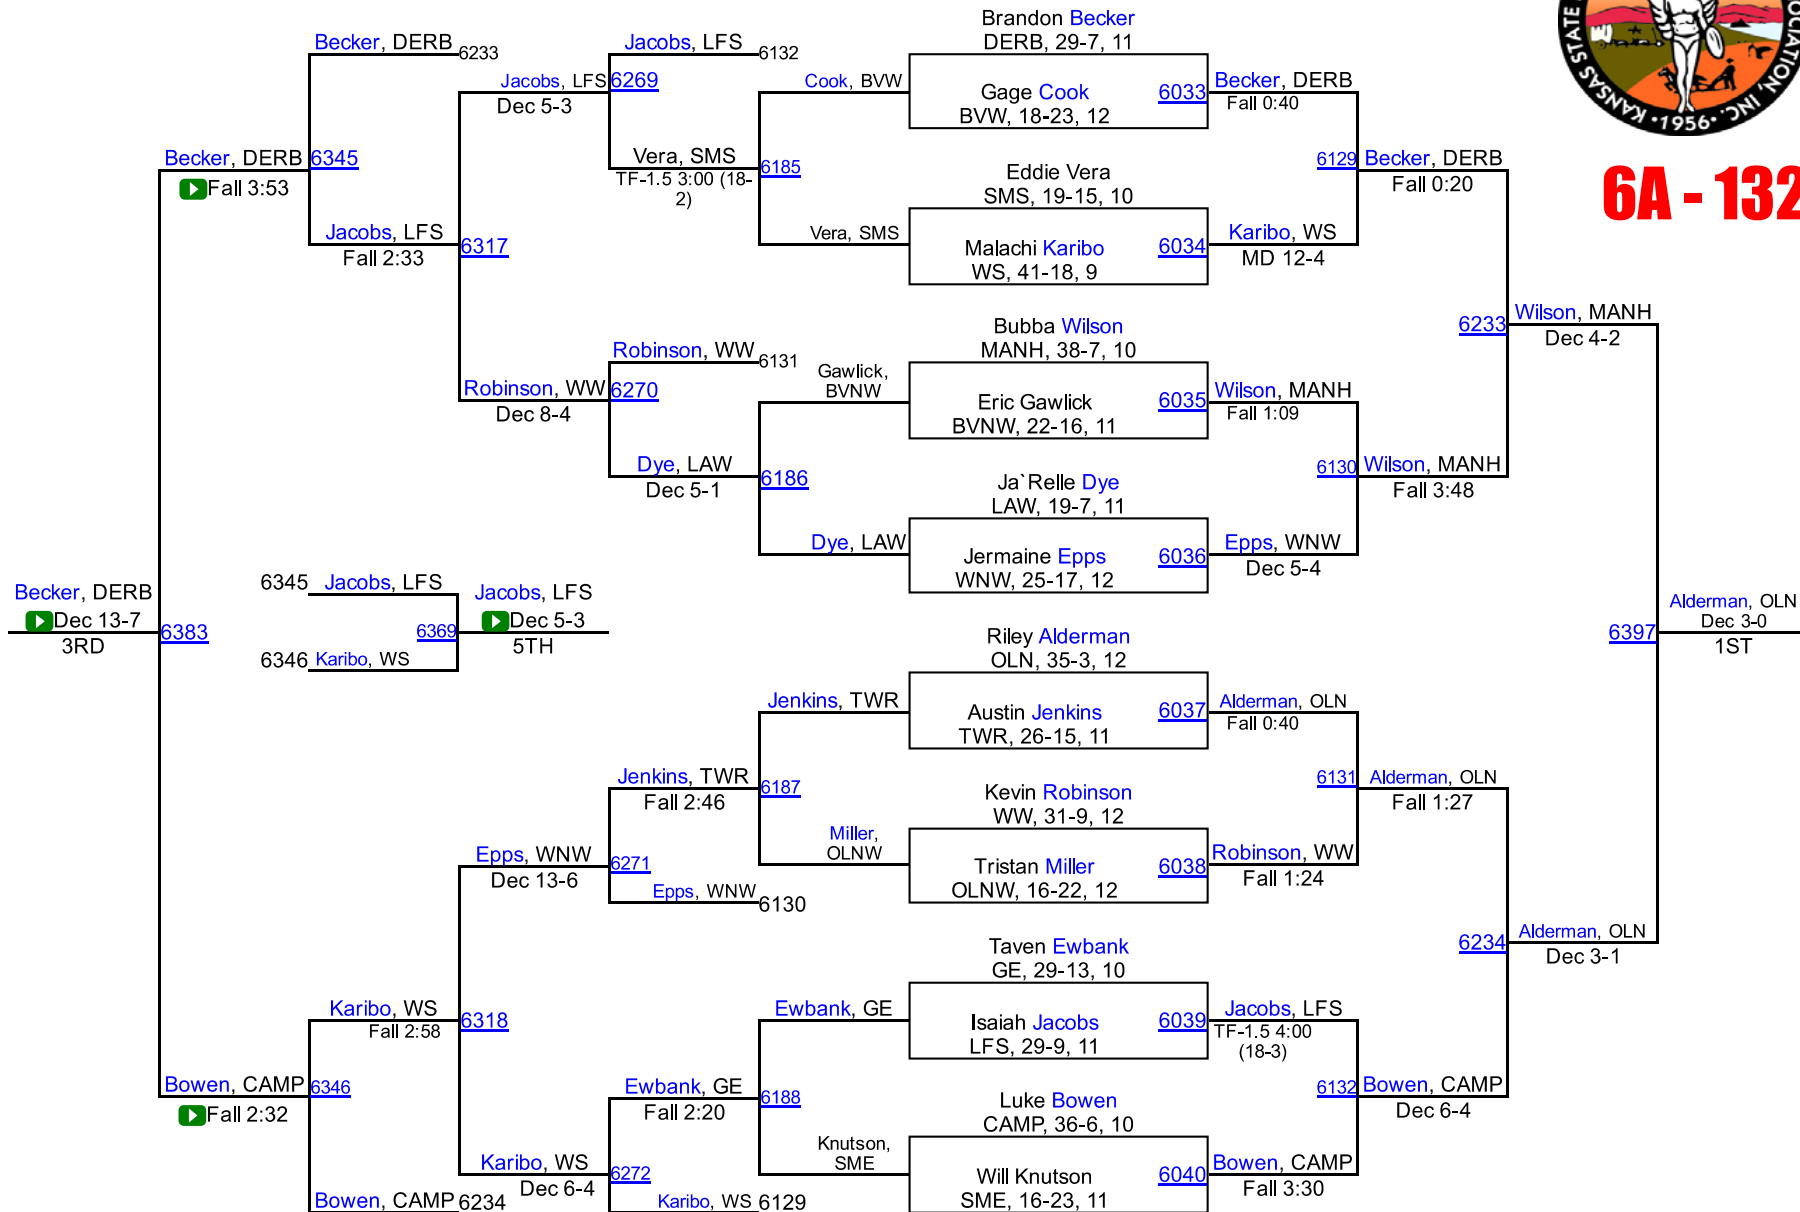 KANSAS STATE
OCIATION, INC.
•1956•
6A - 132
Becker, DERB
6233
Jacobs, LFS
6132
Jacobs, LFS
6269
Dec 5-3
Vera, SMS
TF-1.5 3:00 (18-
2)
Cook, BVW
6185
Vera, SMS
Becker, DERB
6345
Fall 3:53
Jacobs, LFS
Fall 2:33
6317
Robinson, WW
6131
Robinson, WW
6270
Dec 8-4
Dye, LAW
Dec 5-1
Gawlick,
BVNW
6186
Dye, LAW
Brandon Becker
DERB, 29-7, 11
Gage Cook
BVW, 18-23, 12
6033
Eddie Vera
SMS, 19-15, 10
Malachi Karibo
WS, 41-18, 9
6034
Bubba Wilson
MANH, 38-7, 10
Eric Gawlick
BVNW, 22-16, 11
6035
Ja`Relle Dye
LAW, 19-7, 11
Jermaine Epps
WNW, 25-17, 12
6036
Becker, DERB
Fall 0:40
6129
Karibo, WS
MD 12-4
Becker, DERB
Fall 0:20
Wilson, MANH
Fall 1:09
6130
Epps, WNW
Dec 5-4
Wilson, MANH
Fall 3:48
6233
Wilson, MANH
Dec 4-2
Becker, DERB
Dec 13-7
3RD
6383
6345
Jacobs, LFS
6346
Karibo, WS
6369
Jacobs, LFS
Dec 5-3
5TH
6397
Alderman, OLN
Dec 3-0
1ST
Riley Alderman
OLN, 35-3, 12
Austin Jenkins
TWR, 26-15, 11
6037
Kevin Robinson
WW, 31-9, 12
Tristan Miller
OLNW, 16-22, 12
6038
Taven Ewbank
GE, 29-13, 10
Isaiah Jacobs
LFS, 29-9, 11
6039
Luke Bowen
CAMP, 36-6, 10
Will Knutson
SME, 16-23, 11
6040
Jenkins, TWR
6187
Miller,
OLNW
Jenkins, TWR
Fall 2:46
6271
Epps, WNW
6130
Epps, WNW
Dec 13-6
Ewbank, GE
6188
Knutson,
SME
Ewbank, GE
Fall 2:20
6272
Karibo, WS
6129
Karibo, WS
Dec 6-4
Karibo, WS
Fall 2:58
6318
Bowen, CAMP
6346
Fall 2:32
Bowen, CAMP
6234
Alderman, OLN
Fall 0:40
6131
Robinson, WW
Fall 1:24
Alderman, OLN
Fall 1:27
Jacobs, LFS
TF-1.5 4:00
(18-3)
6132
Bowen, CAMP
Fall 3:30
Bowen, CAMP
Dec 6-4
6234
Alderman, OLN
Dec 3-1